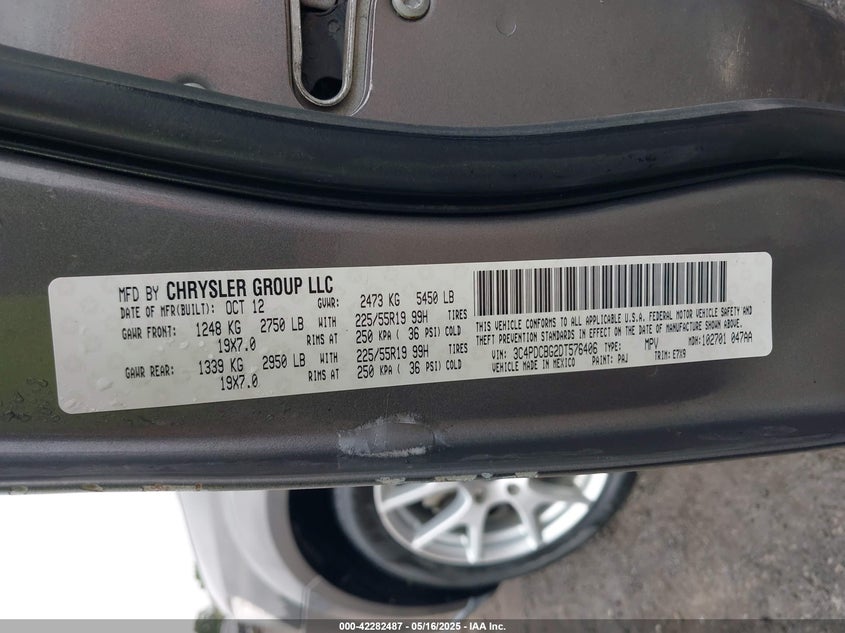 MFD BY CHRYSLER GROUP LLC
DATE OF MFR(BUILT): OCT 12 GVWR: 2473 KG 5450 LB
GAWR FRONT: 1248 KG 2750 LB WITH 225/55R19 99H TIRES
19X7.0 RIMS AT 250 KPA ( 36 PSI) COLD
GAWR REAR: 1339 KG 2950 LB WITH 225/55R19 99H TIRES
19X7.0 RIMS AT 250 KPA ( 36 PSI) COLD
THIS VEHICLE CONFORMS TO ALL APPLICABLE U.S.A. FEDERAL MOTOR VEHICLE SAFETY AND
THEFT PREVENTION STANDARDS IN EFFECT ON THE DATE OF MANUFACTURE SHOWN ABOVE.
VIN: 3C4PDCBG2DT576406 TYPE: MPV MDH: 102701 047AA
VEHICLE MADE IN MEXICO PAINT: PAJ TRIM: E7X9
000-42282487 - 05/16/2025 - IAA Inc.